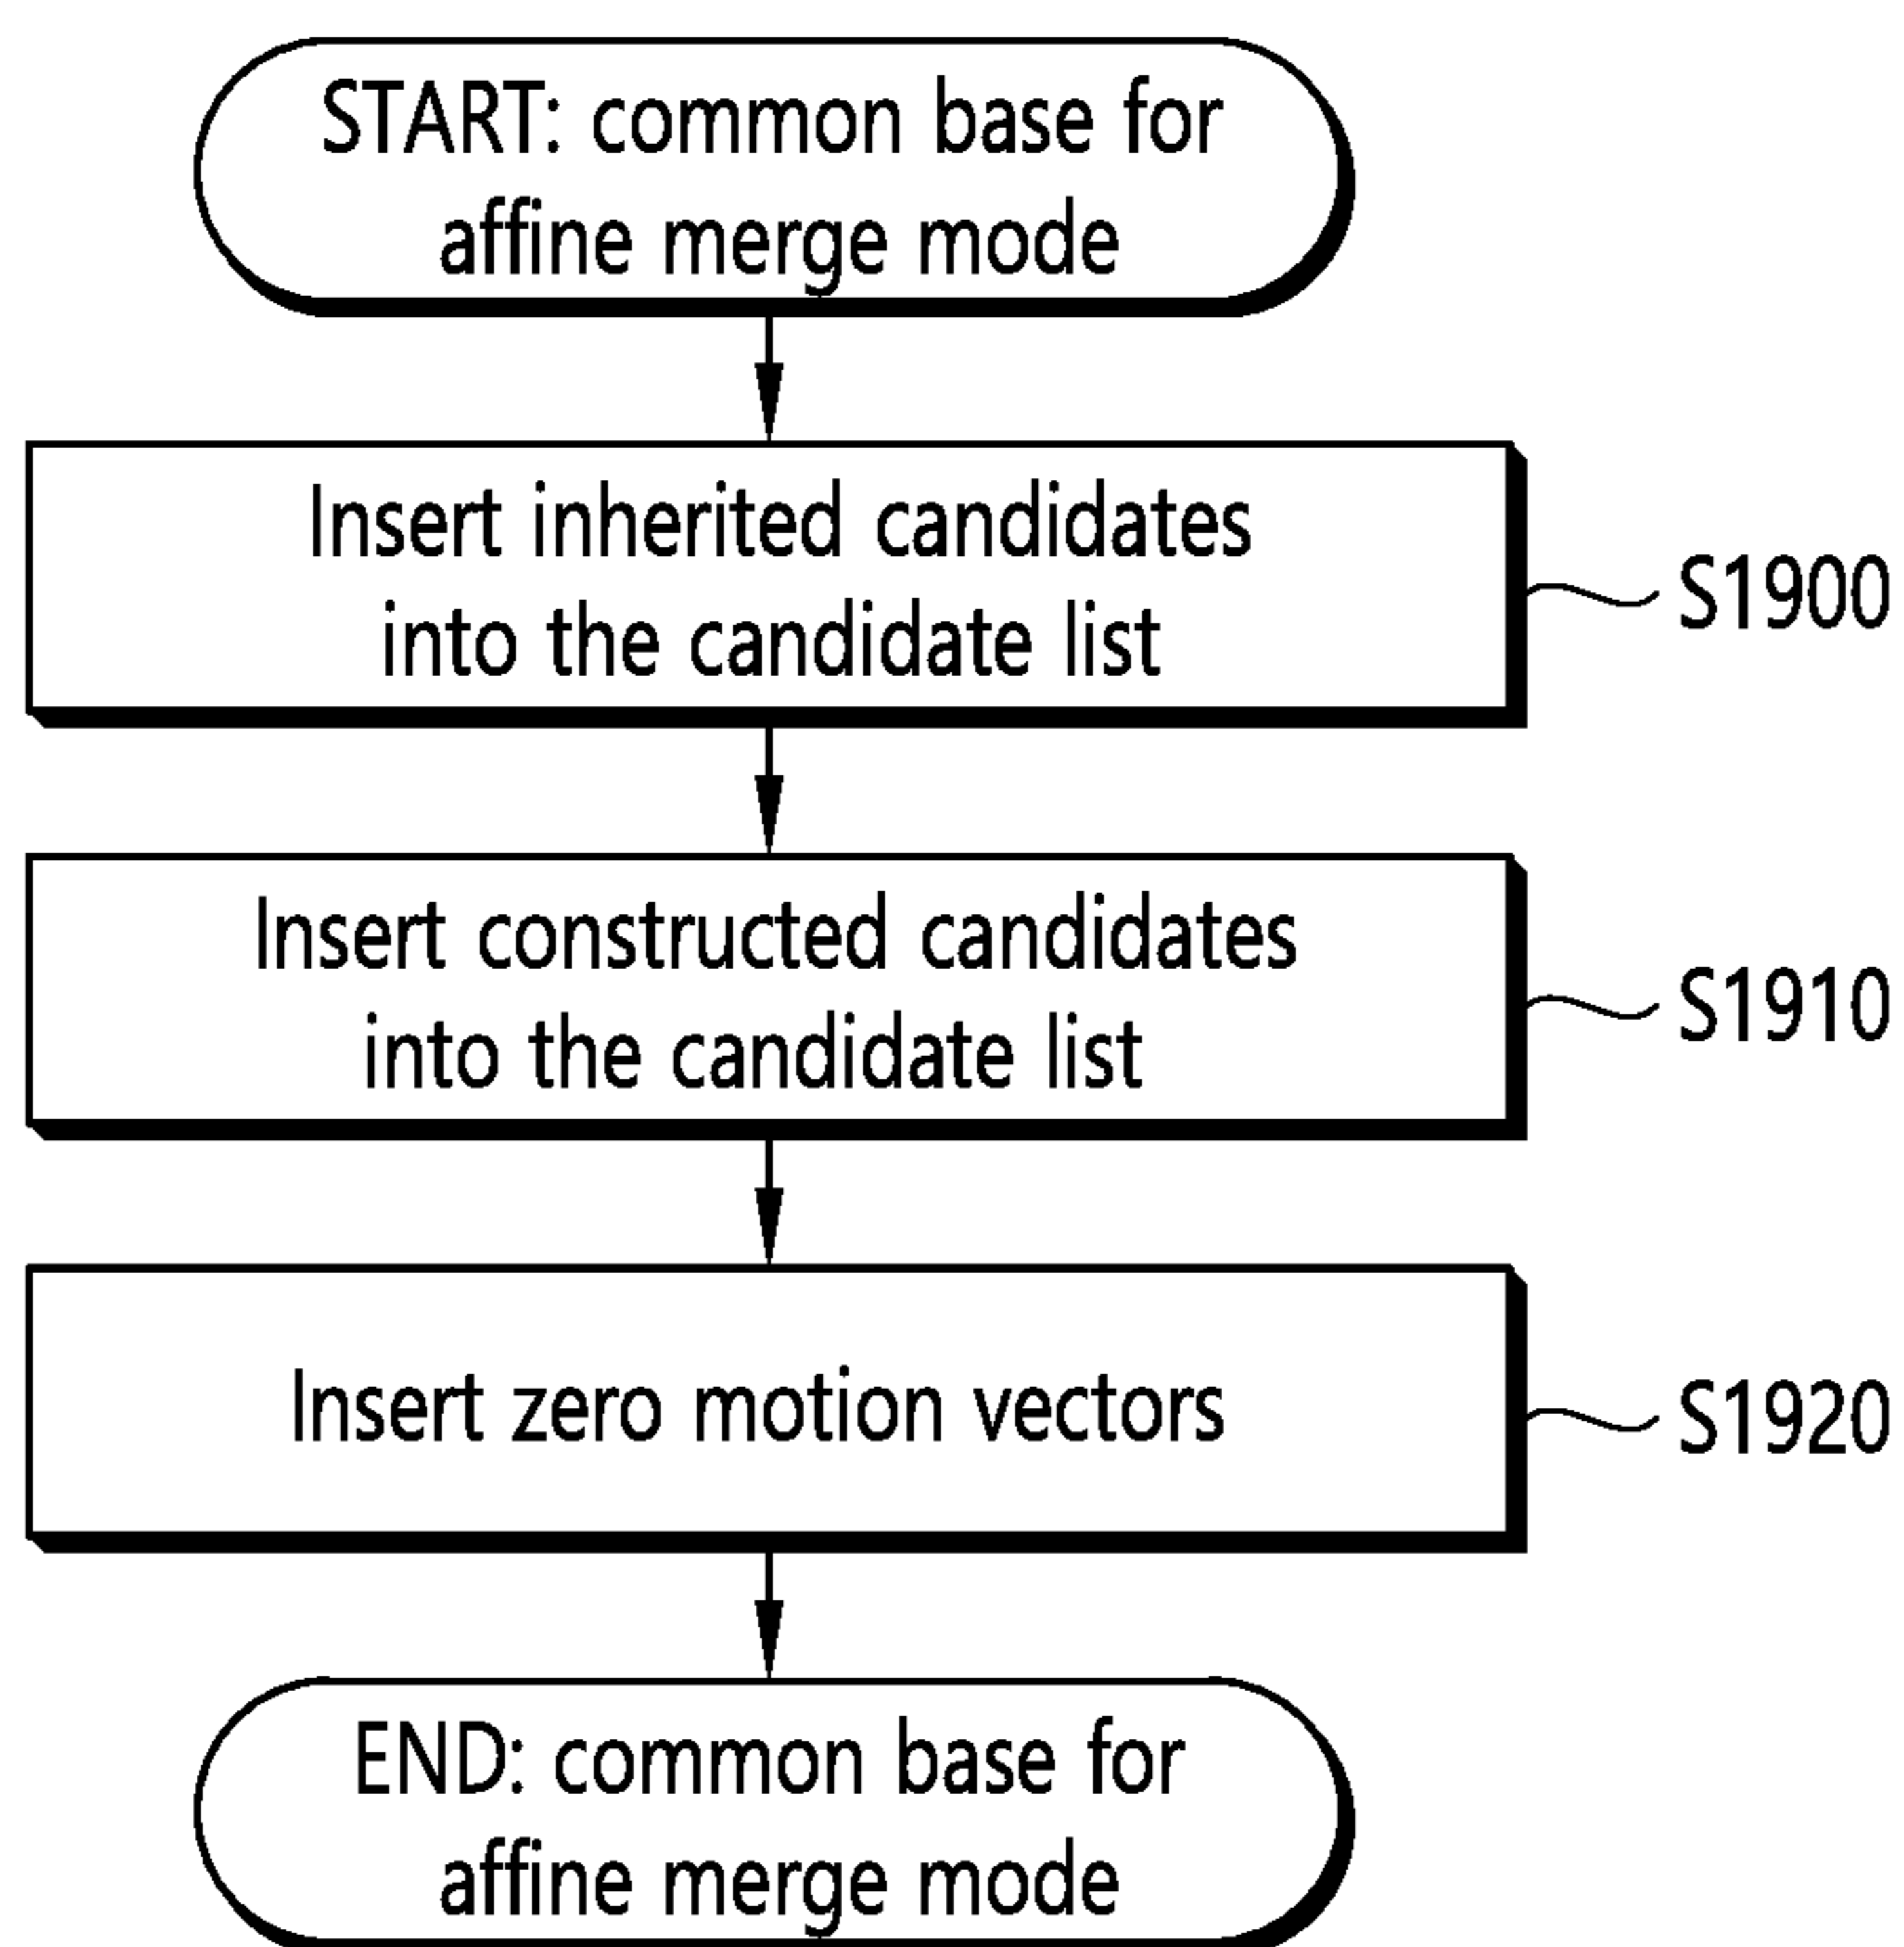 START: common base for
affine merge mode
Insert inherited candidates
into the candidate list
S1900
Insert constructed candidates
into the candidate list
S1910
Insert zero motion vectors
S1920
END: common base for
affine merge mode